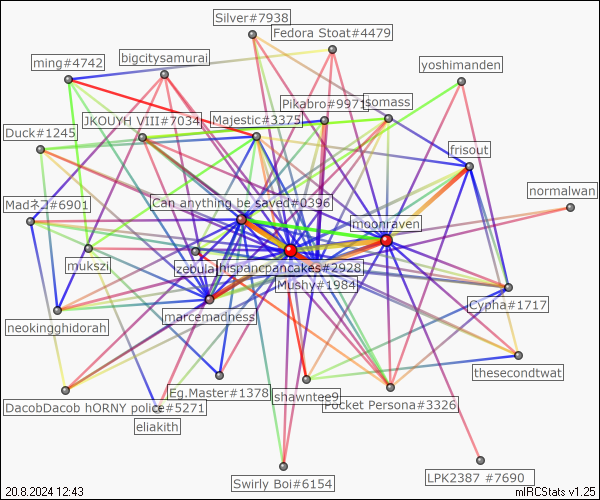 Silver#7938
Fedora Stoat#4479
bigcitysamurai
ming#4742
yoshimanden
Pikabro#9971
somass
JKOUYH VIII#7034
Majestic#3375
Duck#1245
frisout
normalwan
Madネコ#6901
Can anything be saved#0396
moonraven
mukszi
zebula
hispancpancakes#2928
Mushy#1984
Cypha#1717
marcemadness
neokingghidorah
thesecondtwat
Eg.Master#1378
shawntee9
DacobDacob hORNY police#5271
Pocket Persona#3326
eliakith
Swirly Boi#6154
LPK2387 #7690
20.8.2024 12:43
mIRCStats v1.25